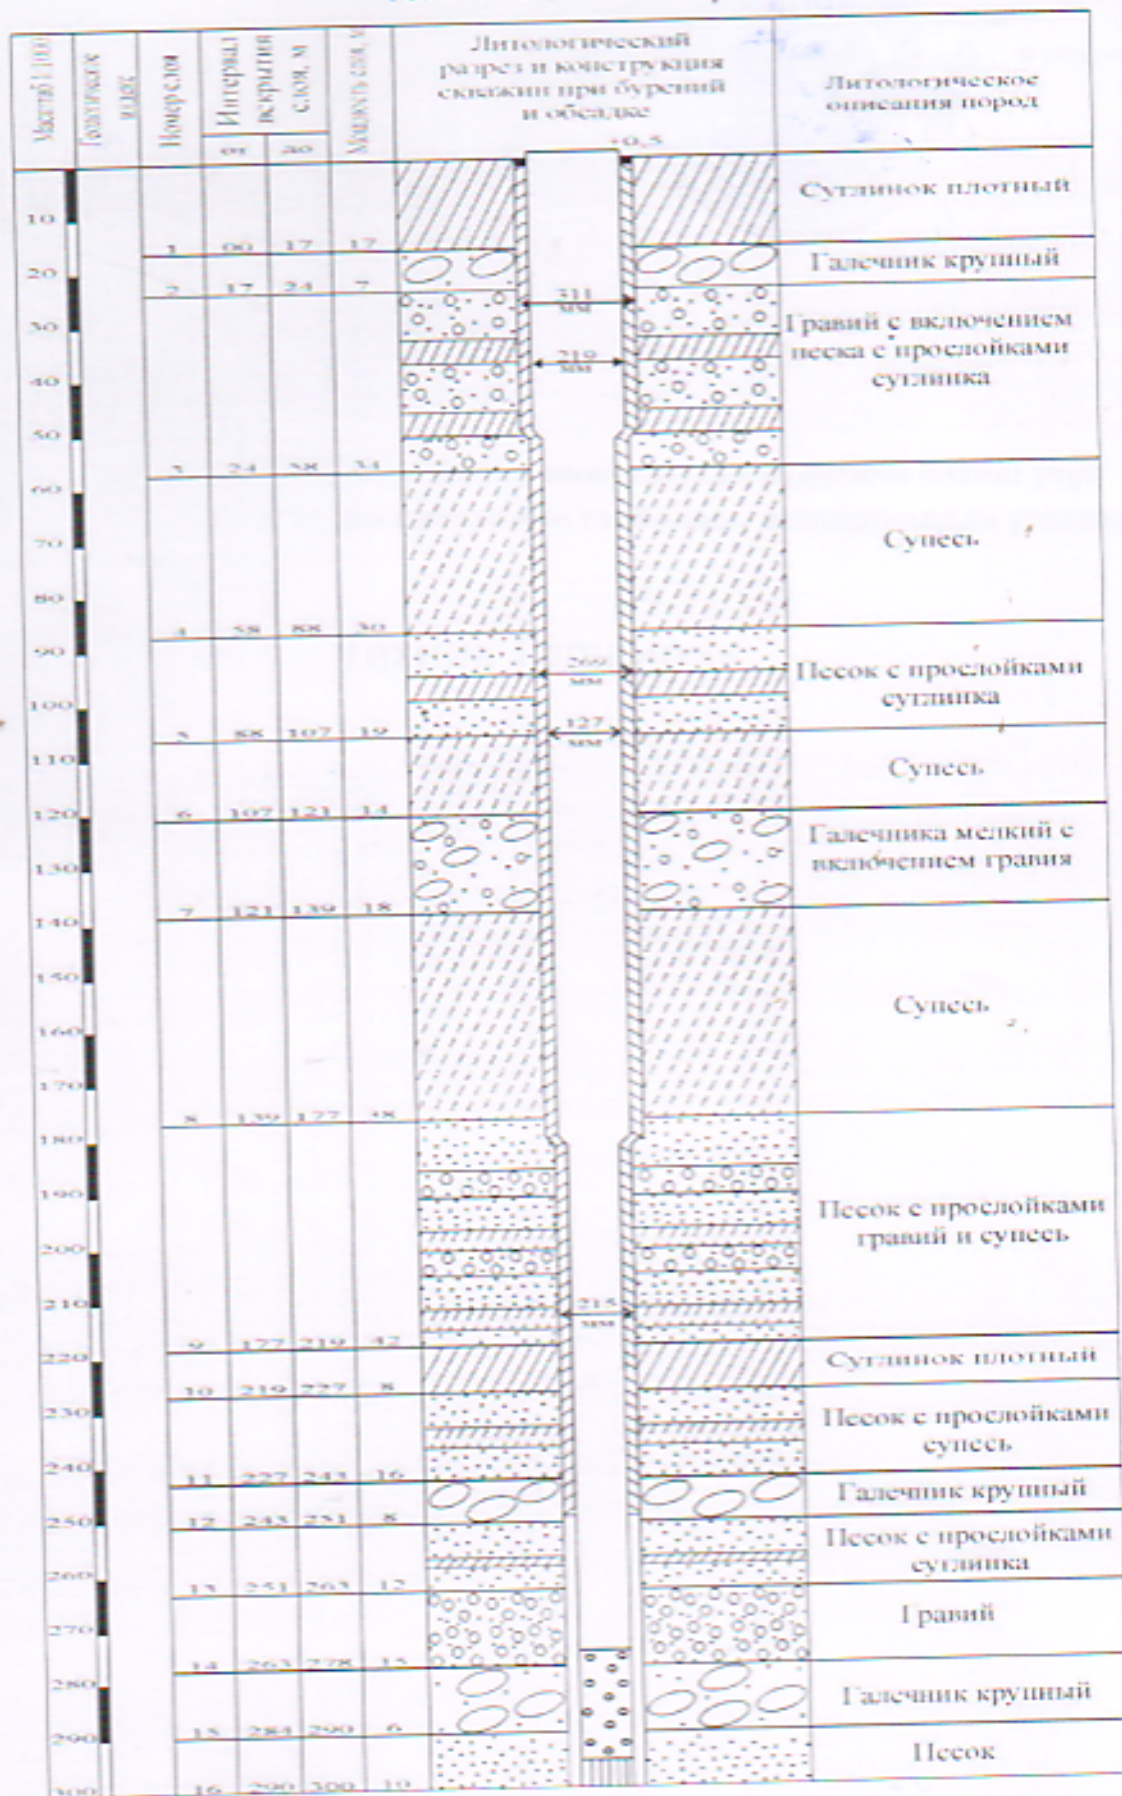 Масштаб 1:1000
Геологические
индекс
Номер слоя
Интервал
вскрытия
слоя, м
от
до
Мощность слоя, м
Литологический
разрез и конструкция
скважин при бурений
и обсадке
+0,5
Литологическое
описания пород
10
20
30
40
50
60
70
80
90
100
110
120
130
140
150
160
170
180
190
200
210
220
230
240
250
260
270
280
290
300
1 00 17 17
2 17 24 7
3 24 58 34
4 58 88 30
5 88 107 19
6 107 121 14
7 121 139 18
8 139 177 38
9 177 219 42
10 219 227 8
11 227 243 16
12 243 251 8
13 251 263 12
14 263 278 15
15 284 290 6
16 290 300 10
311
мм
219
мм
269
мм
127
мм
215
мм
Суглинок плотный
Галечник крупный
Гравий с включением
песка с прослойками
суглинка
Супесь
Песок с прослойками
суглинка
Супесь
Галечника мелкий с
включением гравия
Супесь
Песок с прослойками
гравий и супесь
Суглинок плотный
Песок с прослойками
супесь
Галечник крупный
Песок с прослойками
суглинка
Гравий
Галечник крупный
Песок